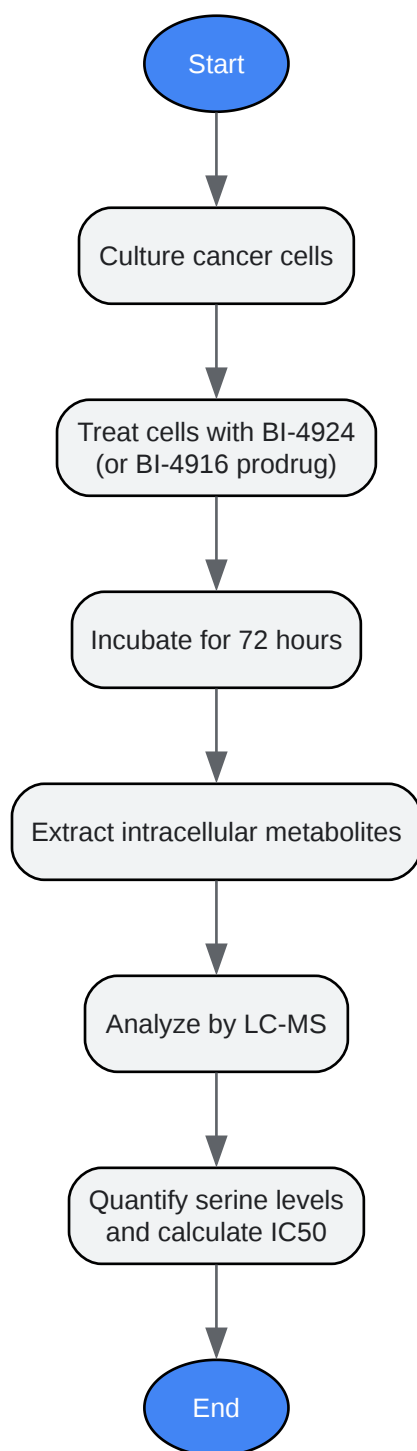 Start
Culture cancer cells
Treat cells with BI-4924
(or BI-4916 prodrug)
Incubate for 72 hours
Extract intracellular metabolites
Analyze by LC-MS
Quantify serine levels
and calculate IC50
End